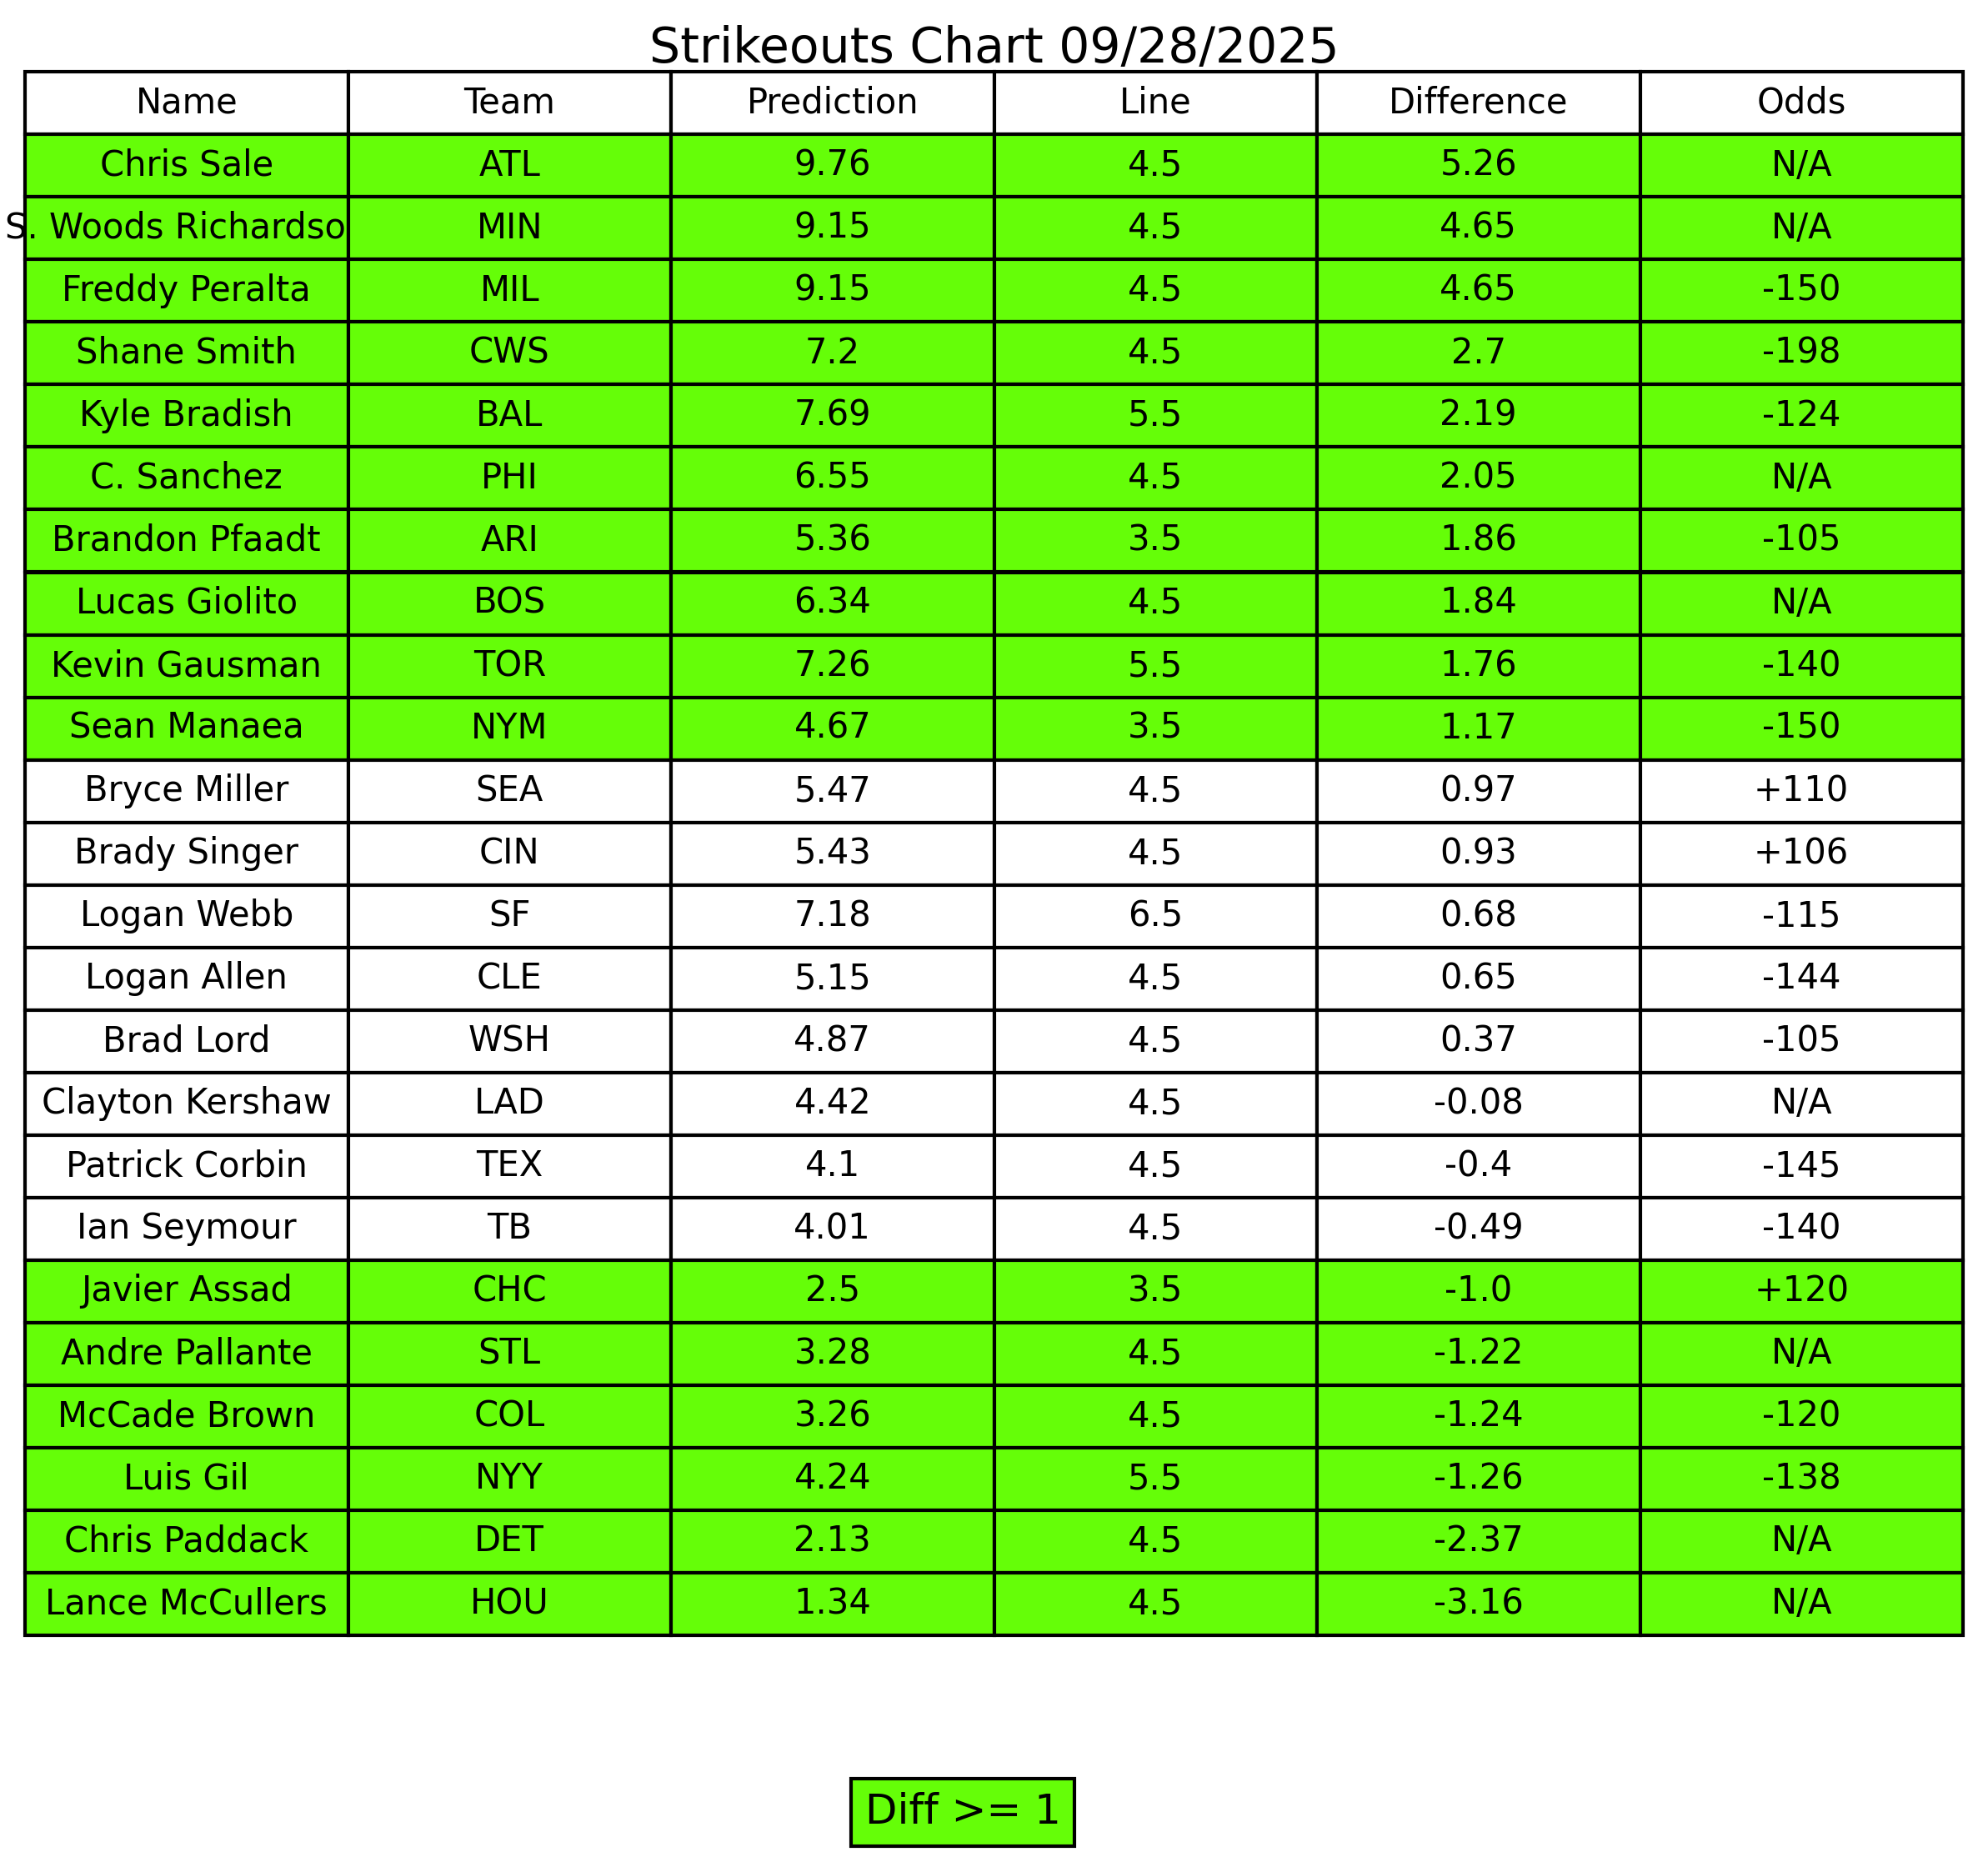 Strikeouts Chart 09/28/2025
Name Team Prediction Line Difference Odds
Chris Sale ATL 9.76 4.5 5.26 N/A
S. Woods Richardso MIN 9.15 4.5 4.65 N/A
Freddy Peralta MIL 9.15 4.5 4.65 -150
Shane Smith CWS 7.2 4.5 2.7 -198
Kyle Bradish BAL 7.69 5.5 2.19 -124
C. Sanchez PHI 6.55 4.5 2.05 N/A
Brandon Pfaadt ARI 5.36 3.5 1.86 -105
Lucas Giolito BOS 6.34 4.5 1.84 N/A
Kevin Gausman TOR 7.26 5.5 1.76 -140
Sean Manaea NYM 4.67 3.5 1.17 -150
Bryce Miller SEA 5.47 4.5 0.97 +110
Brady Singer CIN 5.43 4.5 0.93 +106
Logan Webb SF 7.18 6.5 0.68 -115
Logan Allen CLE 5.15 4.5 0.65 -144
Brad Lord WSH 4.87 4.5 0.37 -105
Clayton Kershaw LAD 4.42 4.5 -0.08 N/A
Patrick Corbin TEX 4.1 4.5 -0.4 -145
Ian Seymour TB 4.01 4.5 -0.49 -140
Javier Assad CHC 2.5 3.5 -1.0 +120
Andre Pallante STL 3.28 4.5 -1.22 N/A
McCade Brown COL 3.26 4.5 -1.24 -120
Luis Gil NYY 4.24 5.5 -1.26 -138
Chris Paddack DET 2.13 4.5 -2.37 N/A
Lance McCullers HOU 1.34 4.5 -3.16 N/A
Diff >= 1